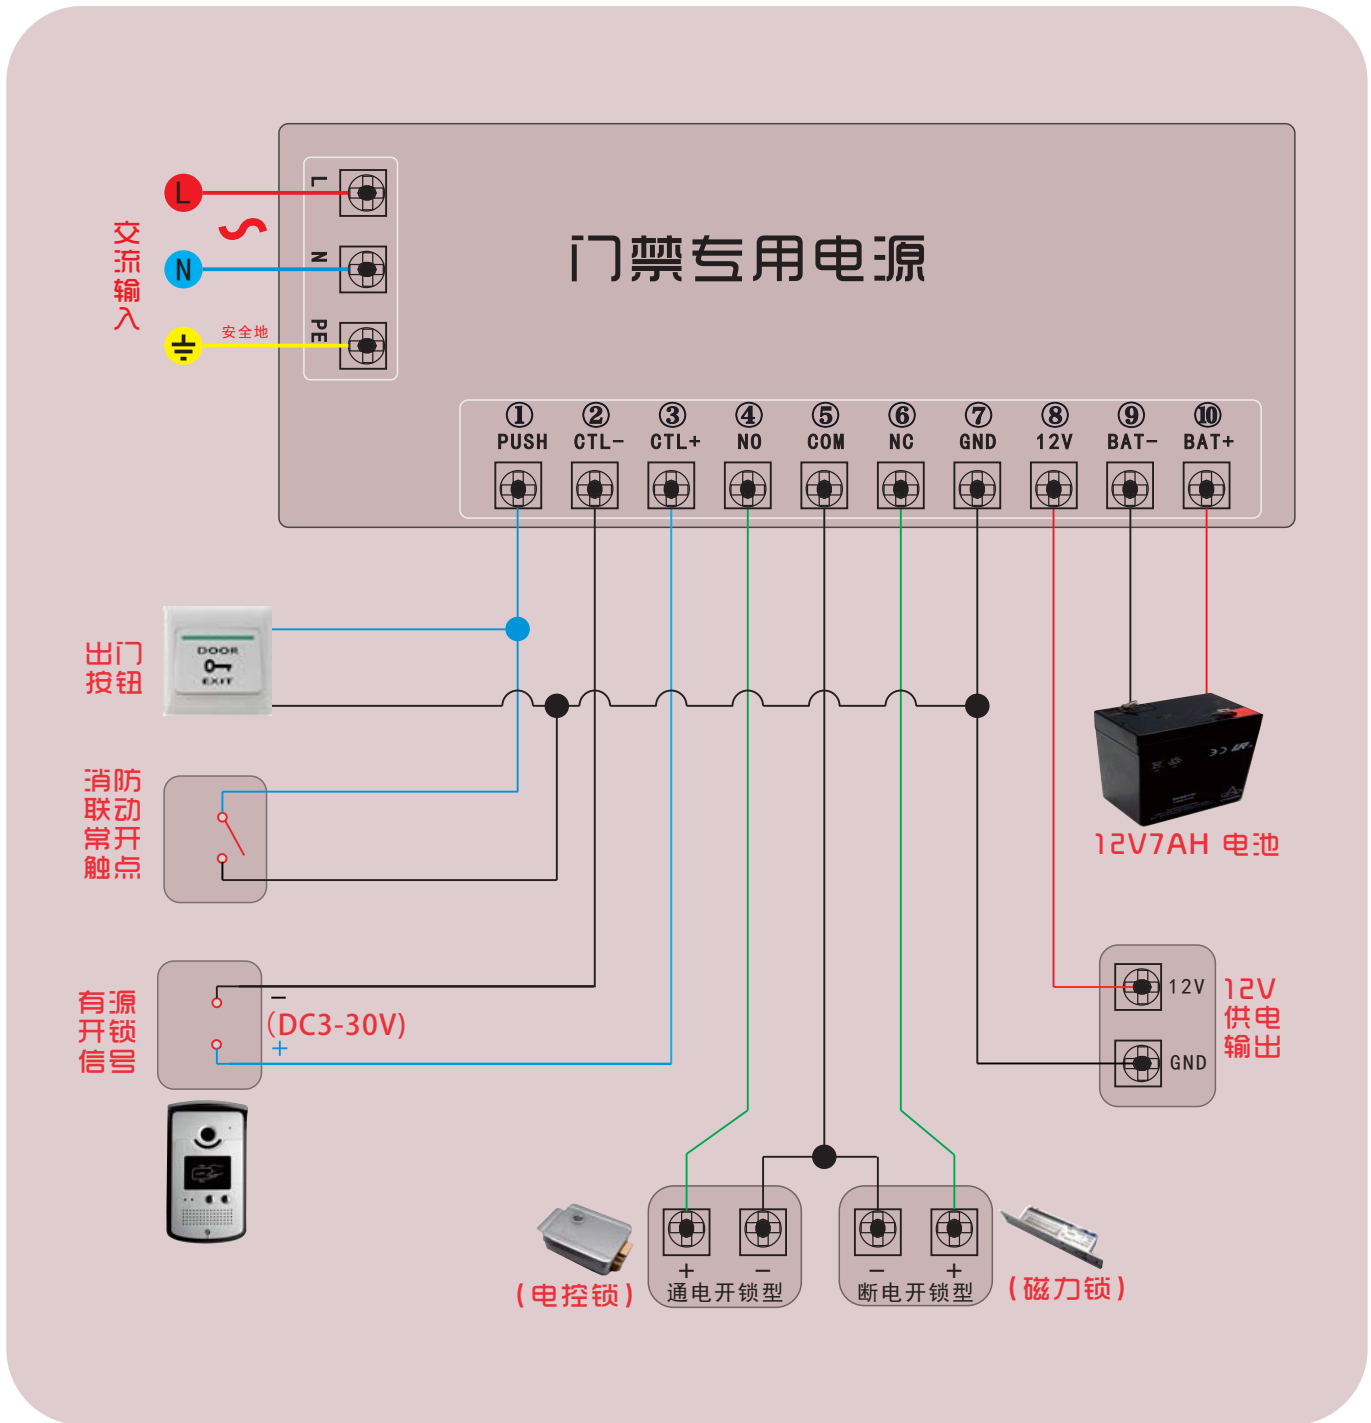 门禁专用电源
交流输入
L
N
安全地
L
N
PE
① ② ③ ④ ⑤ ⑥ ⑦ ⑧ ⑨ ⑩
PUSH CTL- CTL+ NO COM NC GND 12V BAT- BAT+
出门
按钮
DOOR
EXIT
消防
联动
常开
触点
12V7AH 电池
有源
开锁
信号
-
(DC3-30V)
+
12V
GND
12V
供电
输出
+ -
通电开锁型
- +
断电开锁型
(电控锁)
(磁力锁)